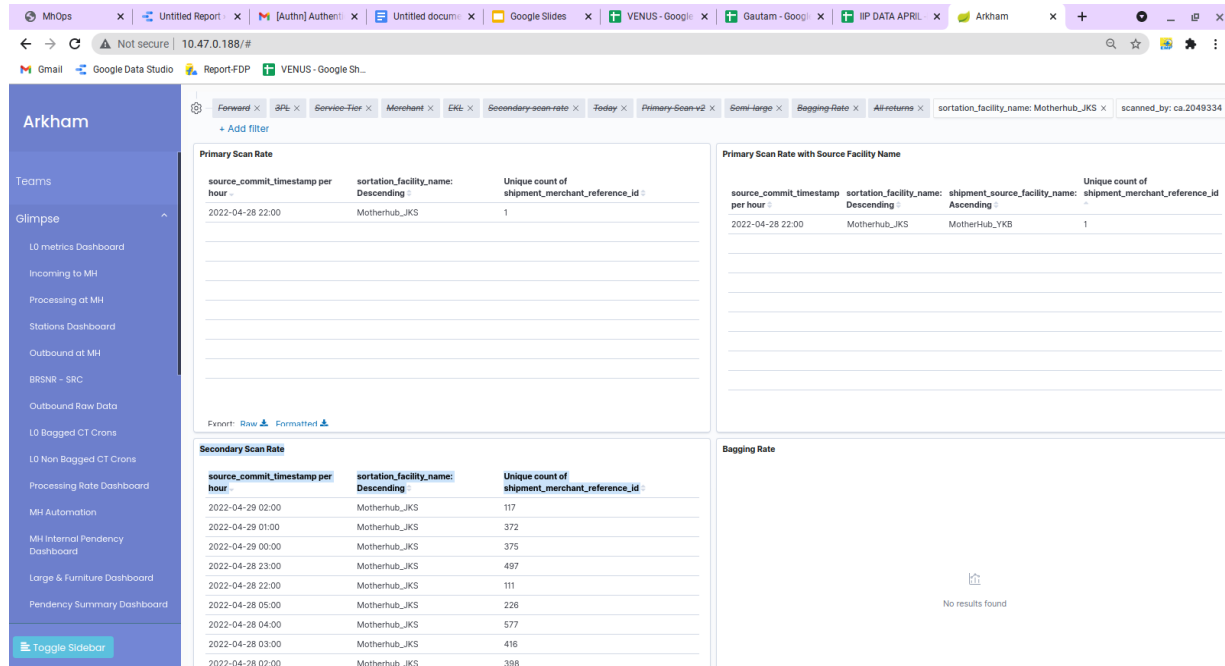 MhOps
Untitled Report
[Authn] Authenti
Untitled docume
Google Slides
VENUS - Google
Gautam - Googl
IIP DATA APRIL -
Arkham
Not secure | 10.47.0.188/#
Gmail
Google Data Studio
Report-FDP
VENUS - Google Sh...
Arkham
Teams
Glimpse
L0 metrics Dashboard
Incoming to MH
Processing at MH
Stations Dashboard
Outbound at MH
BRSNR - SRC
Outbound Raw Data
L0 Bagged CT Crons
L0 Non Bagged CT Crons
Processing Rate Dashboard
MH Automation
MH Internal Pendency
Dashboard
Large & Furniture Dashboard
Pendency Summary Dashboard
Toggle Sidebar
Forward 3PL Service Tier Merchant EKL Secondary scan rate Today Primary Scan v2 Semi-large Bagging Rate All returns sortation_facility_name: Motherhub_JKS scanned_by: ca.2049334
+ Add filter
Primary Scan Rate
source_commit_timestamp per sortation_facility_name: Unique count of
hour Descending shipment_merchant_reference_id
2022-04-28 22:00 Motherhub_JKS 1
Export: Raw Formatted
Primary Scan Rate with Source Facility Name
Unique count of
source_commit_timestamp sortation_facility_name: shipment_source_facility_name: shipment_merchant_reference_id
per hour Descending Ascending
2022-04-28 22:00 Motherhub_JKS MotherHub_YKB 1
Secondary Scan Rate
source_commit_timestamp per sortation_facility_name: Unique count of
hour Descending shipment_merchant_reference_id
2022-04-29 02:00 Motherhub_JKS 117
2022-04-29 01:00 Motherhub_JKS 372
2022-04-29 00:00 Motherhub_JKS 375
2022-04-28 23:00 Motherhub_JKS 497
2022-04-28 22:00 Motherhub_JKS 111
2022-04-28 05:00 Motherhub_JKS 226
2022-04-28 04:00 Motherhub_JKS 577
2022-04-28 03:00 Motherhub_JKS 416
2022-04-28 02:00 Motherhub_JKS 398
Bagging Rate
No results found